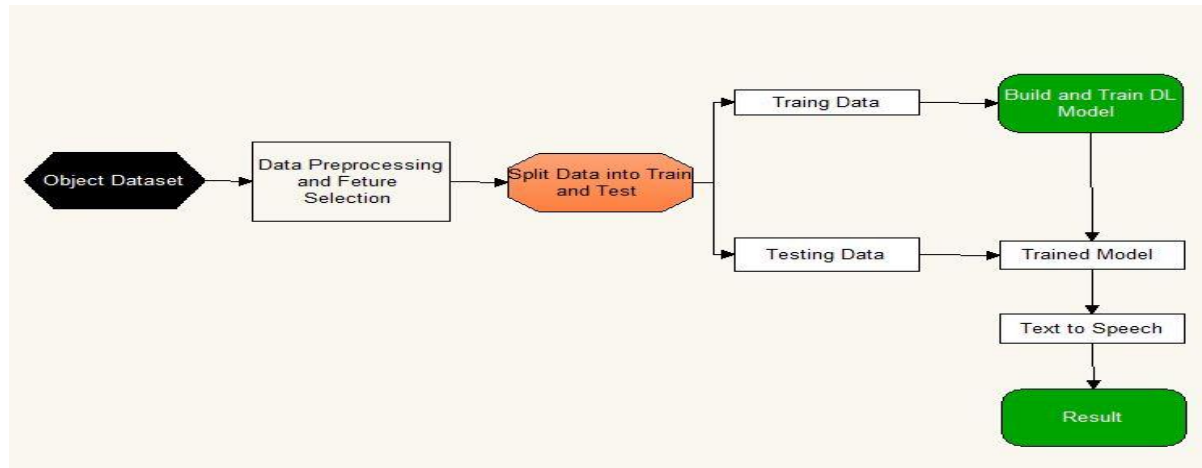 Object Dataset
Data Preprocessing
and Feture
Selection
Split Data into Train
and Test
Traing Data
Build and Train DL
Model
Testing Data
Trained Model
Text to Speech
Result